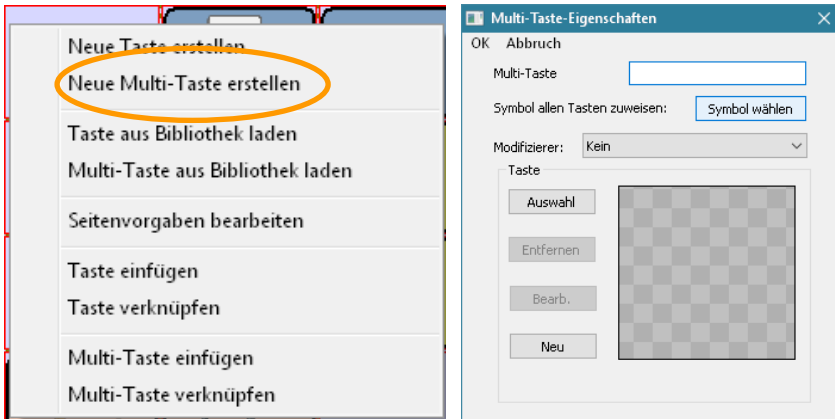 Neue Taste erstellen
Neue Multi-Taste erstellen
Taste aus Bibliothek laden
Multi-Taste aus Bibliothek laden
Seitenvorgaben bearbeiten
Taste einfügen
Taste verknüpfen
Multi-Taste einfügen
Multi-Taste verknüpfen
Multi-Taste-Eigenschaften
OK Abbruch
Multi-Taste
Symbol allen Tasten zuweisen: Symbol wählen
Modifizierer: Kein
Taste
Auswahl
Entfernen
Bearb.
Neu